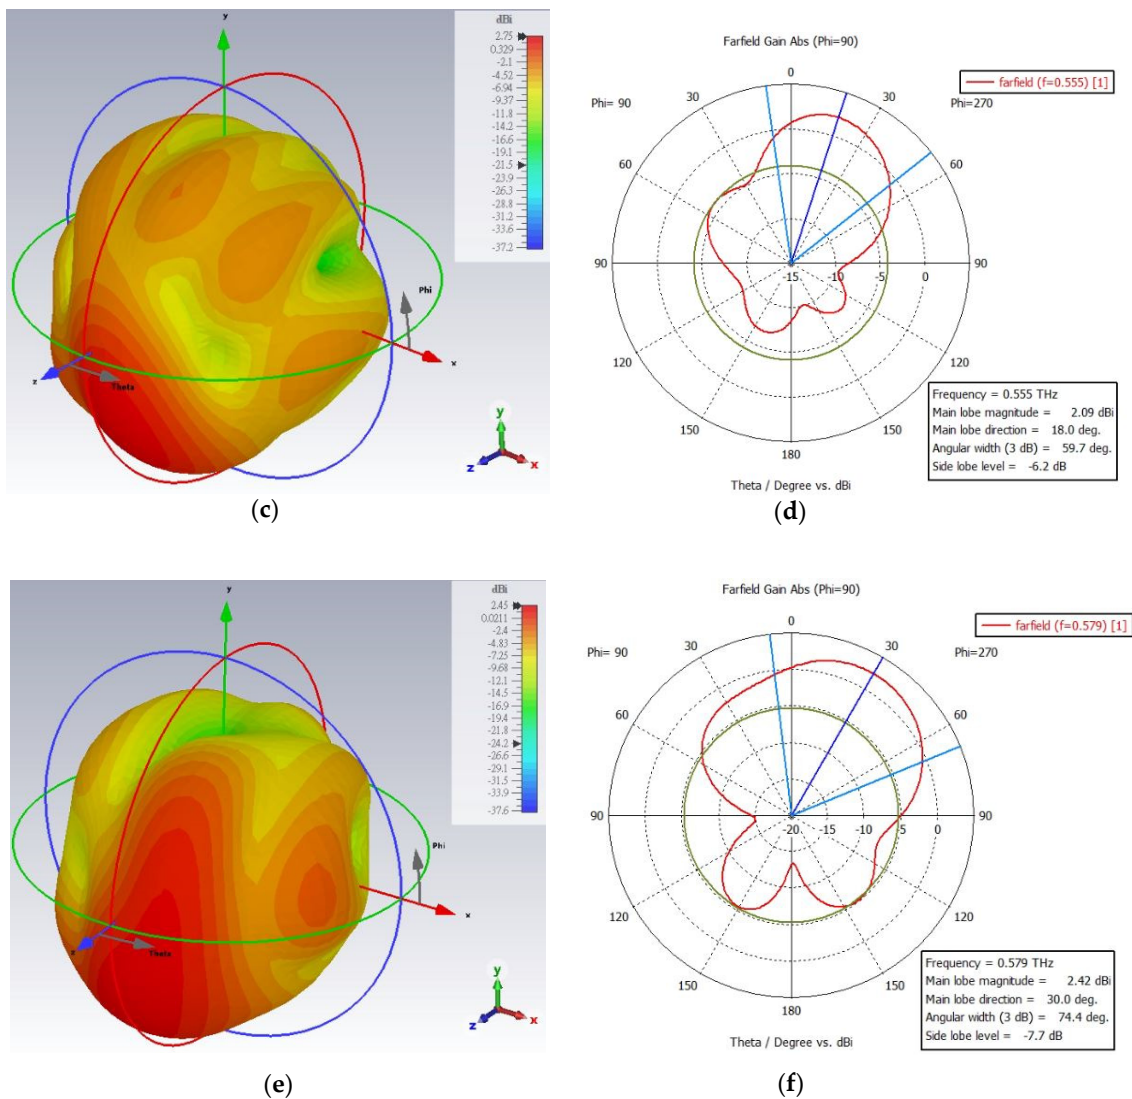 dBi
2.75
0.329
-2.1
-4.52
-6.94
-9.37
-11.8
-14.2
-16.6
-19.1
-21.5
-23.9
-26.3
-28.8
-31.2
-33.6
-37.2
y
Phi
x
z
Theta
y
z
x
(c)
Farfield Gain Abs (Phi=90)
farfield (f=0.555) [1]
0
30
30
Phi= 90
Phi=270
60
60
90
-15
-10
-5
0
90
120
120
150
150
180
Frequency = 0.555 THz
Main lobe magnitude = 2.09 dBi
Main lobe direction = 18.0 deg.
Angular width (3 dB) = 59.7 deg.
Side lobe level = -6.2 dB
Theta / Degree vs. dBi
(d)
dBi
2.45
0.0211
-2.4
-4.83
-7.25
-9.68
-12.1
-14.5
-16.9
-19.4
-21.8
-24.2
-26.6
-29.1
-31.5
-33.9
-37.6
y
Phi
x
z
Theta
y
z
x
(e)
Farfield Gain Abs (Phi=90)
farfield (f=0.579) [1]
0
30
30
Phi= 90
Phi=270
60
60
90
-20
-15
-10
-5
0
90
120
120
150
150
180
Frequency = 0.579 THz
Main lobe magnitude = 2.42 dBi
Main lobe direction = 30.0 deg.
Angular width (3 dB) = 74.4 deg.
Side lobe level = -7.7 dB
Theta / Degree vs. dBi
(f)